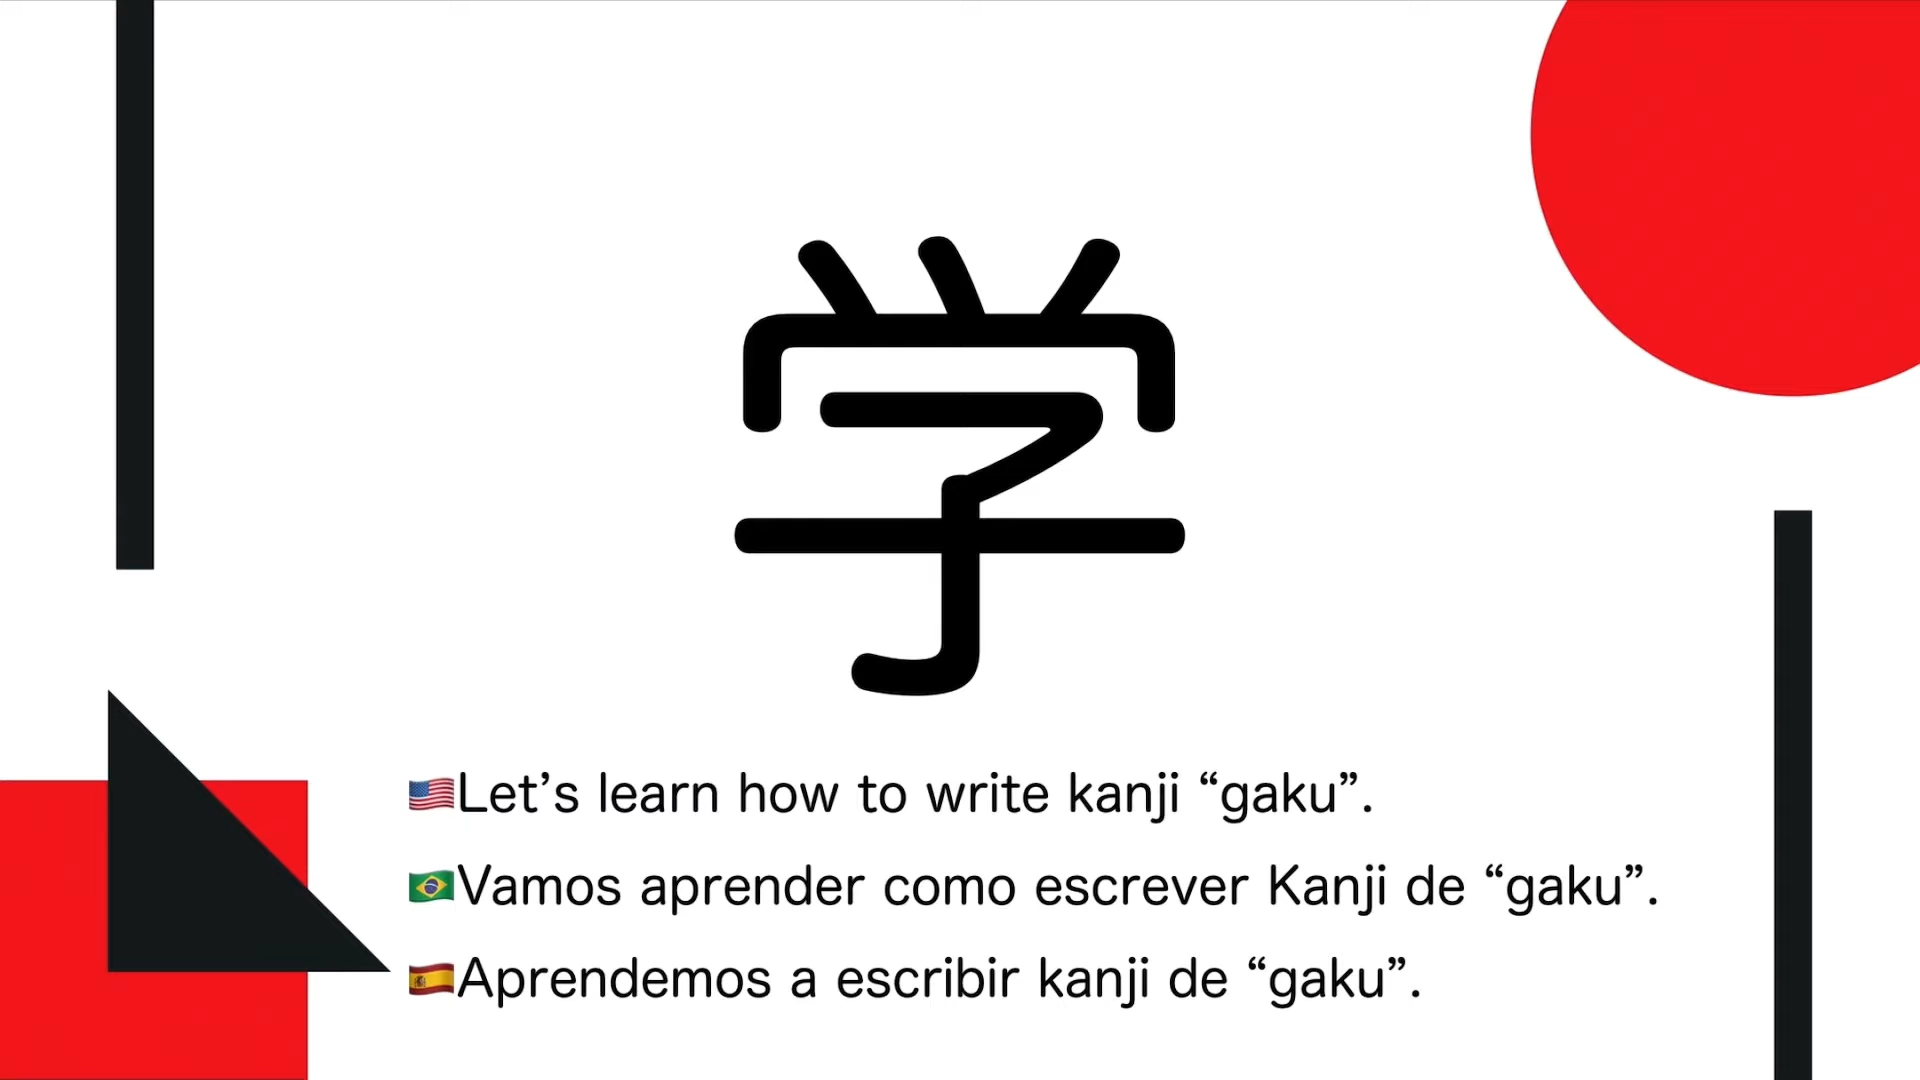 学
🇺🇸Let’s learn how to write kanji “gaku”.
🇧🇷Vamos aprender como escrever Kanji de “gaku”.
🇪🇸Aprendemos a escribir kanji de “gaku”.